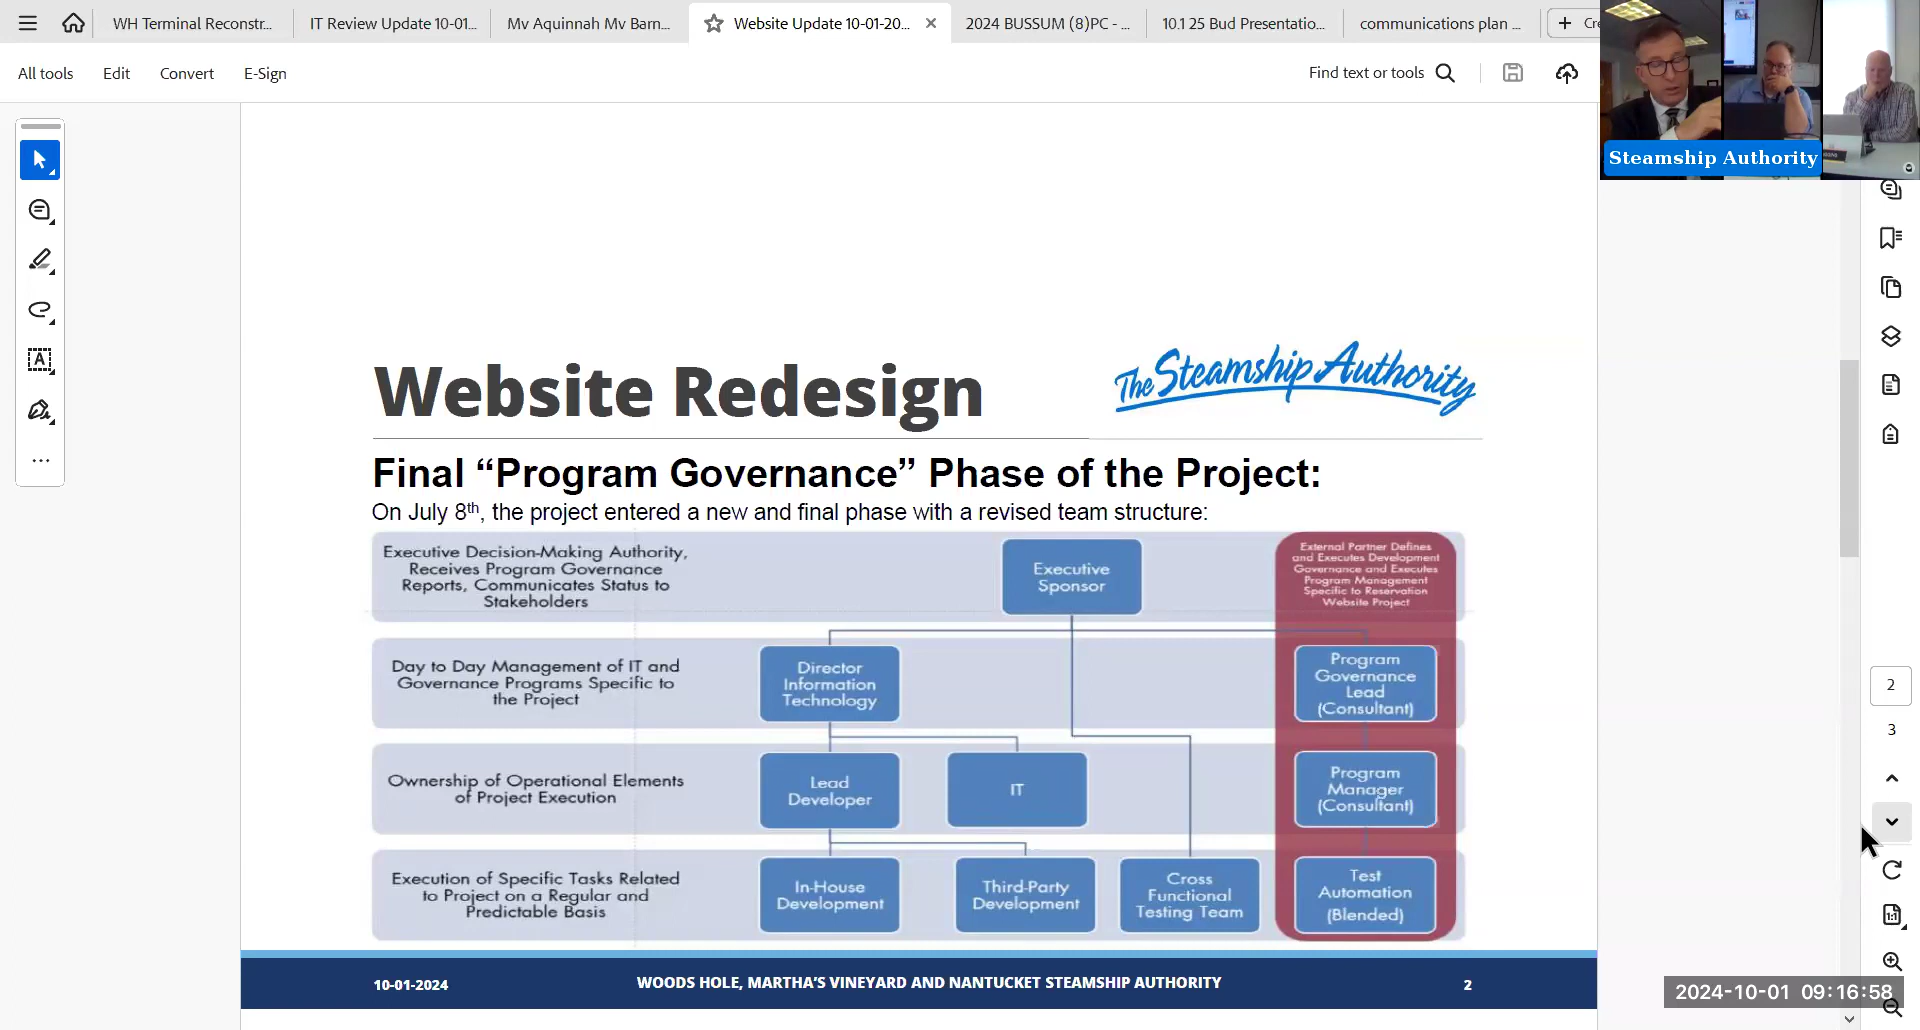 WH Terminal Reconstr...
IT Review Update 10-01...
Mv Aquinnah Mv Barn...
Website Update 10-01-20...
2024 BUSSUM (8)PC - ...
10.1 25 Bud Presentatio...
communications plan ...
Cre
All tools
Edit
Convert
E-Sign
Find text or tools
Steamship Authority
Website Redesign
The Steamship Authority
Final “Program Governance” Phase of the Project:
On July 8th, the project entered a new and final phase with a revised team structure:
Executive Decision-Making Authority,
Receives Program Governance
Reports, Communicates Status to
Stakeholders
Executive
Sponsor
External Partner Defines
and Executes Development
Governance and Executes
Program Management
Specific to Reservation
Website Project
Day to Day Management of IT and
Governance Programs Specific to
the Project
Director
Information
Technology
Program
Governance
Lead
(Consultant)
Ownership of Operational Elements
of Project Execution
Lead
Developer
IT
Program
Manager
(Consultant)
Execution of Specific Tasks Related
to Project on a Regular and
Predictable Basis
In-House
Development
Third-Party
Development
Cross
Functional
Testing Team
Test
Automation
(Blended)
10-01-2024
WOODS HOLE, MARTHA’S VINEYARD AND NANTUCKET STEAMSHIP AUTHORITY
2
2
3
2024-10-01 09:16:58